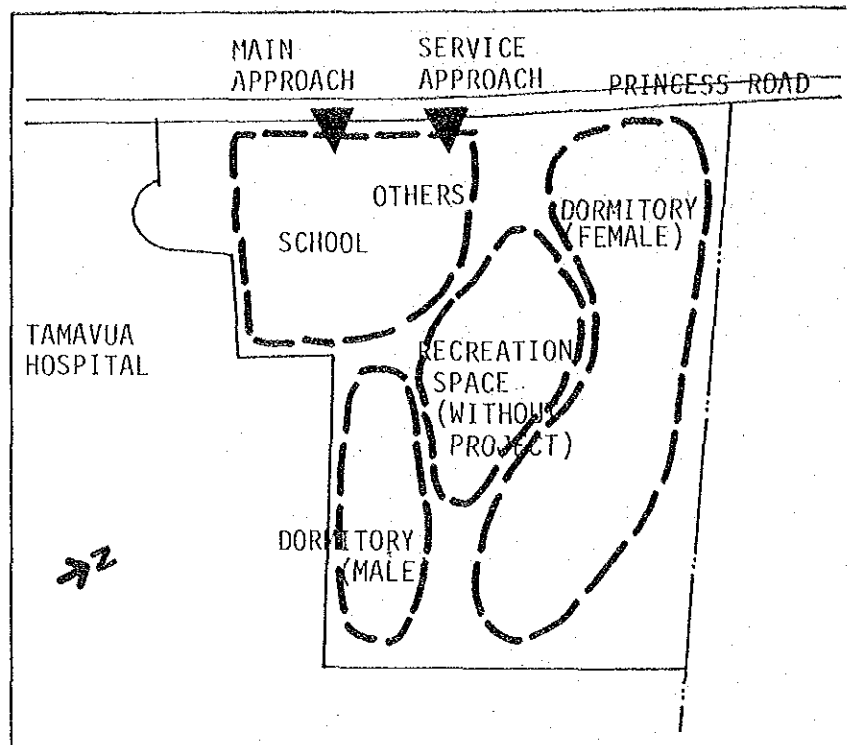 MAIN
APPROACH
SERVICE
APPROACH
PRINCESS ROAD
OTHERS
SCHOOL
DORMITORY
(FEMALE)
TAMAVUA
HOSPITAL
RECREATION
SPACE
(WITHOUT
PROJECT)
DORMITORY
(MALE
N